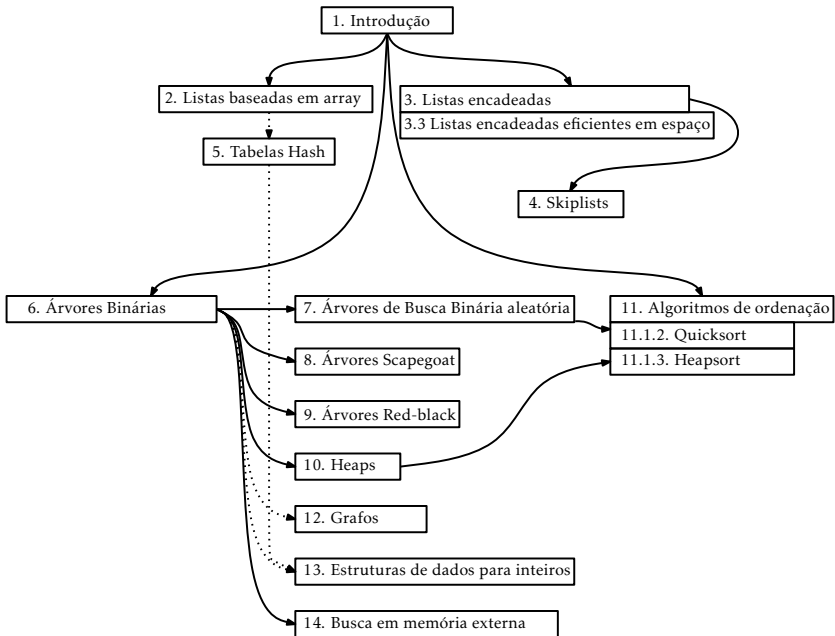 1. Introdução
2. Listas baseadas em array
3. Listas encadeadas
3.3 Listas encadeadas eficientes em espaço
5. Tabelas Hash
4. Skiplists
6. Árvores Binárias
7. Árvores de Busca Binária aleatória
11. Algoritmos de ordenação
11.1.2. Quicksort
8. Árvores Scapegoat
11.1.3. Heapsort
9. Árvores Red-black
10. Heaps
12. Grafos
13. Estruturas de dados para inteiros
14. Busca em memória externa